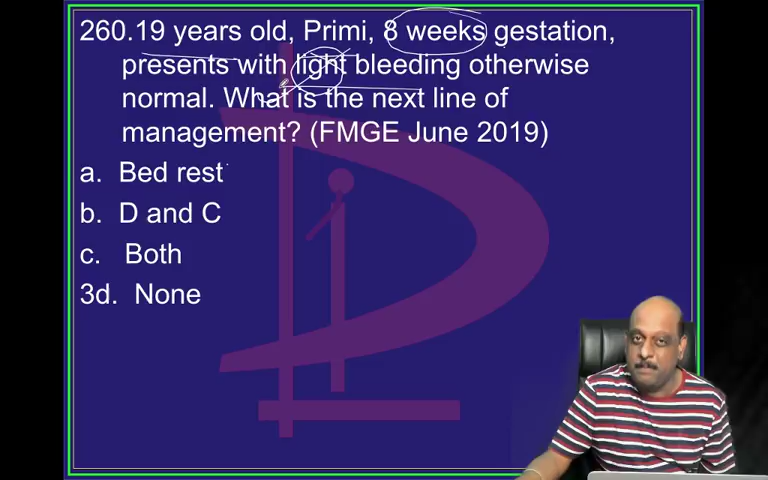 260.19 years old, Primi, 8 weeks gestation,
presents with light bleeding otherwise
normal. What is the next line of
management? (FMGE June 2019)
a. Bed rest
b. D and C
c. Both
3d. None